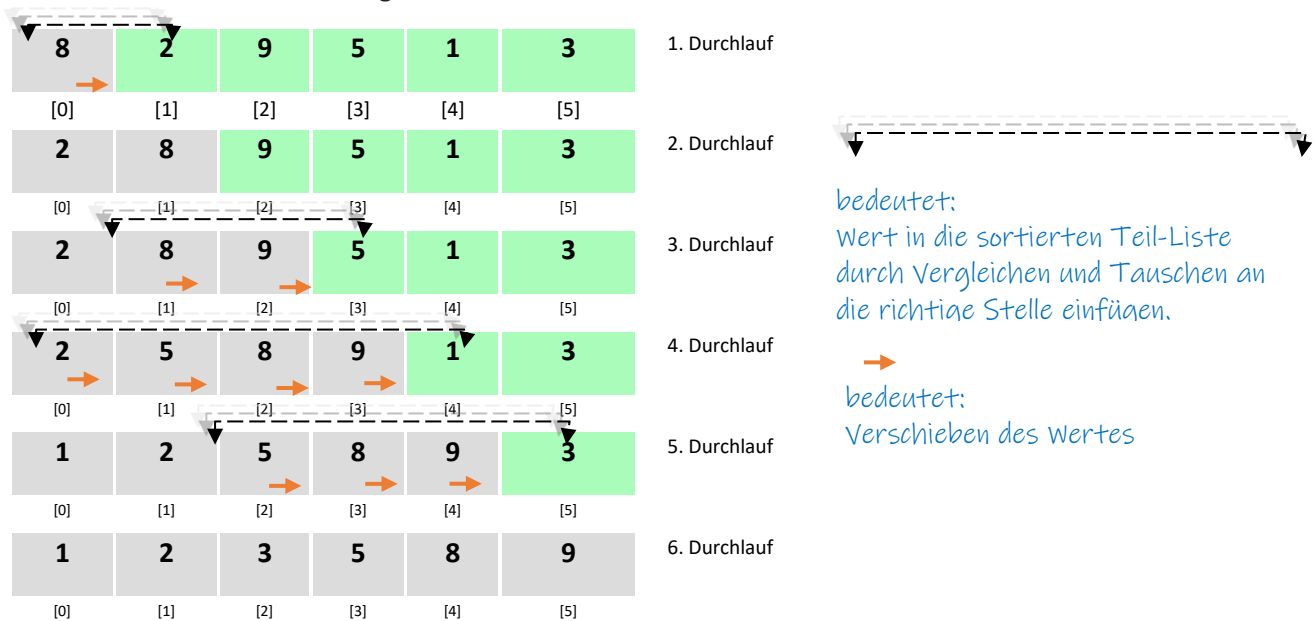 8 2 9 5 1 3 1. Durchlauf
[0] [1] [2] [3] [4] [5]
2 8 9 5 1 3 2. Durchlauf
[0] [1] [2] [3] [4] [5]
2 8 9 5 1 3 3. Durchlauf
[0] [1] [2] [3] [4] [5]
2 5 8 9 1 3 4. Durchlauf
[0] [1] [2] [3] [4] [5]
1 2 5 8 9 3 5. Durchlauf
[0] [1] [2] [3] [4] [5]
1 2 3 5 8 9 6. Durchlauf
[0] [1] [2] [3] [4] [5]
bedeutet:
Wert in die sortierten Teil-Liste
durch Vergleichen und Tauschen an
die richtige Stelle einfügen.
bedeutet:
Verschieben des Wertes